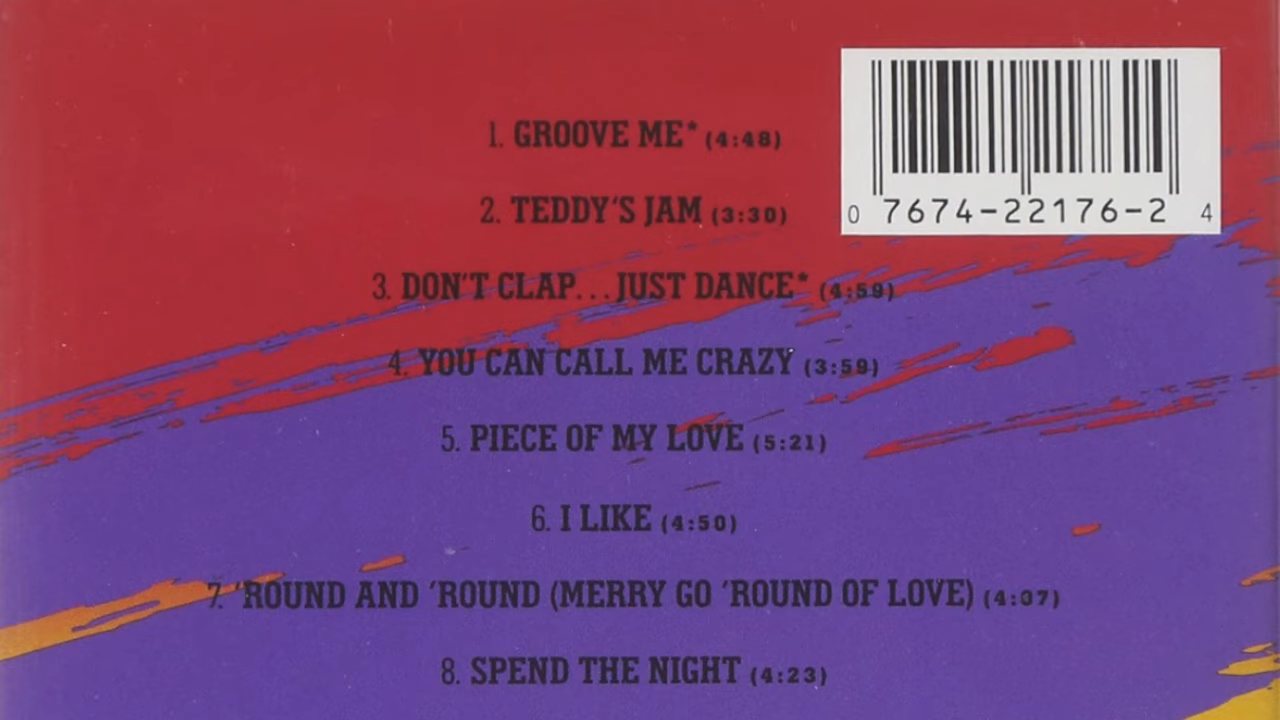 1. GROOVE ME* (4:48)
0 7674-22176-2 4
2. TEDDY'S JAM (3:30)
3. DON'T CLAP...JUST DANCE* (4:59)
4. YOU CAN CALL ME CRAZY (3:59)
5. PIECE OF MY LOVE (5:21)
6. I LIKE (4:50)
7. 'ROUND AND 'ROUND (MERRY GO 'ROUND OF LOVE) (4:07)
8. SPEND THE NIGHT (4:23)